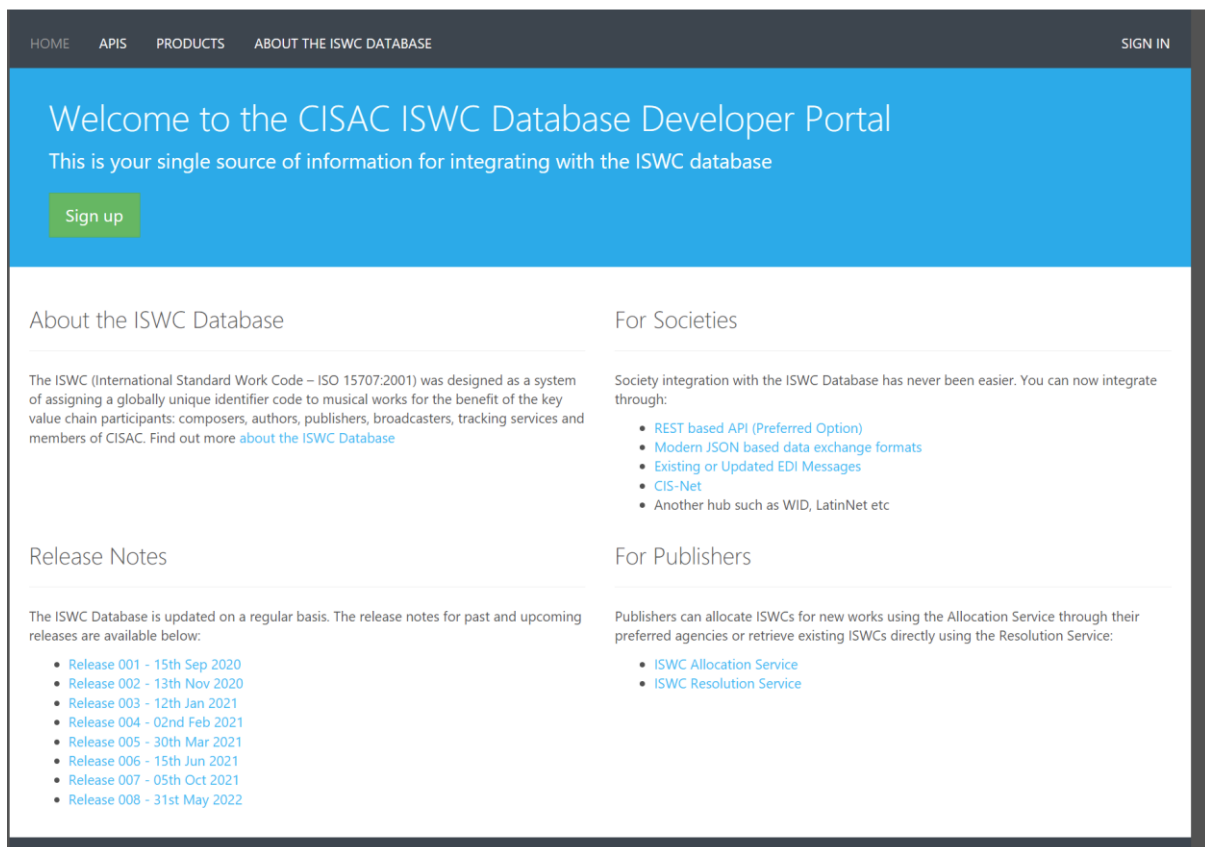 HOME APIS PRODUCTS ABOUT THE ISWC DATABASE SIGN IN
Welcome to the CISAC ISWC Database Developer Portal
This is your single source of information for integrating with the ISWC database
Sign up
About the ISWC Database
The ISWC (International Standard Work Code – ISO 15707:2001) was designed as a system
of assigning a globally unique identifier code to musical works for the benefit of the key
value chain participants: composers, authors, publishers, broadcasters, tracking services and
members of CISAC. Find out more about the ISWC Database
For Societies
Society integration with the ISWC Database has never been easier. You can now integrate
through:
• REST based API (Preferred Option)
• Modern JSON based data exchange formats
• Existing or Updated EDI Messages
• CIS-Net
• Another hub such as WID, LatinNet etc
Release Notes
The ISWC Database is updated on a regular basis. The release notes for past and upcoming
releases are available below:
• Release 001 - 15th Sep 2020
• Release 002 - 13th Nov 2020
• Release 003 - 12th Jan 2021
• Release 004 - 02nd Feb 2021
• Release 005 - 30th Mar 2021
• Release 006 - 15th Jun 2021
• Release 007 - 05th Oct 2021
• Release 008 - 31st May 2022
For Publishers
Publishers can allocate ISWCs for new works using the Allocation Service through their
preferred agencies or retrieve existing ISWCs directly using the Resolution Service:
• ISWC Allocation Service
• ISWC Resolution Service